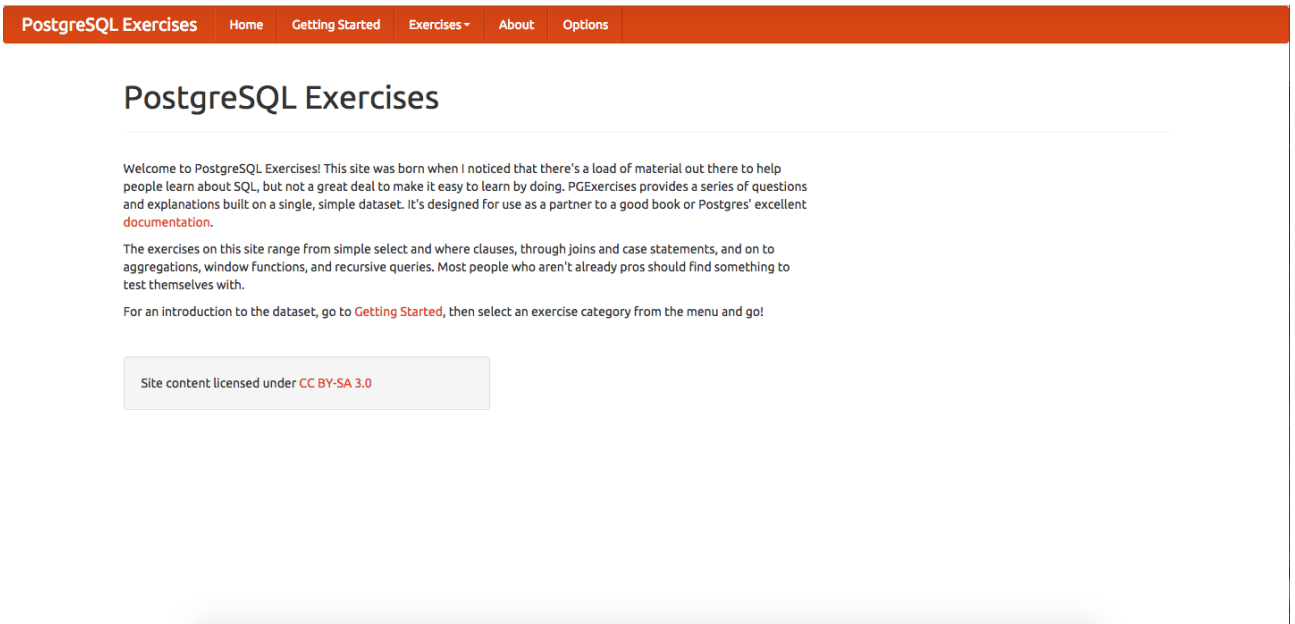 PostgreSQL Exercises Home Getting Started Exercises About Options
PostgreSQL Exercises
Welcome to PostgreSQL Exercises! This site was born when I noticed that there's a load of material out there to help
people learn about SQL, but not a great deal to make it easy to learn by doing. PGExercises provides a series of questions
and explanations built on a single, simple dataset. It's designed for use as a partner to a good book or Postgres' excellent
documentation.
The exercises on this site range from simple select and where clauses, through joins and case statements, and on to
aggregations, window functions, and recursive queries. Most people who aren't already pros should find something to
test themselves with.
For an introduction to the dataset, go to Getting Started, then select an exercise category from the menu and go!
Site content licensed under CC BY-SA 3.0